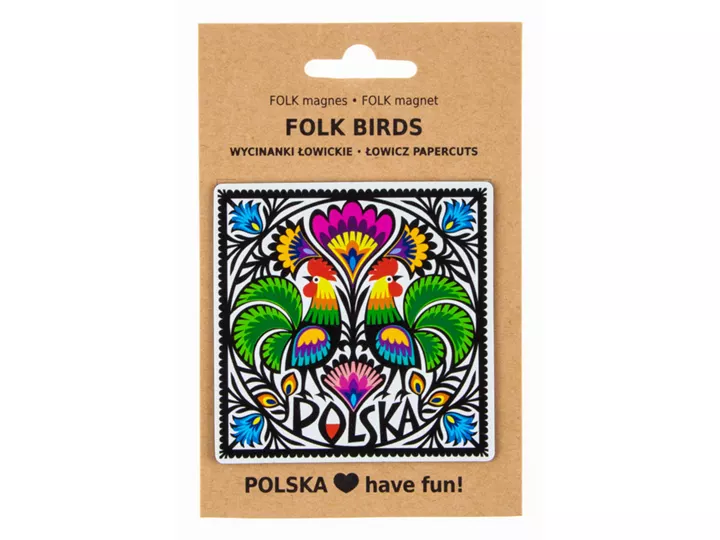 FOLK magnes • FOLK magnet
FOLK BIRDS
WYCINANKI ŁOWICKIE • ŁOWICZ PAPERCUTS
POLSKA
POLSKA ♥ have fun!